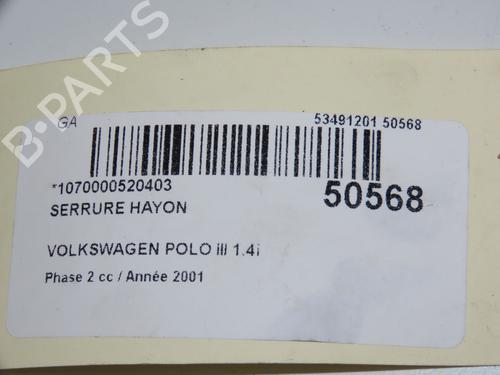 B-PARTS
GA
53491201 50568
*1070000520403
50568
SERRURE HAYON
VOLKSWAGEN POLO III 1.4i
Phase 2 cc / Année 2001